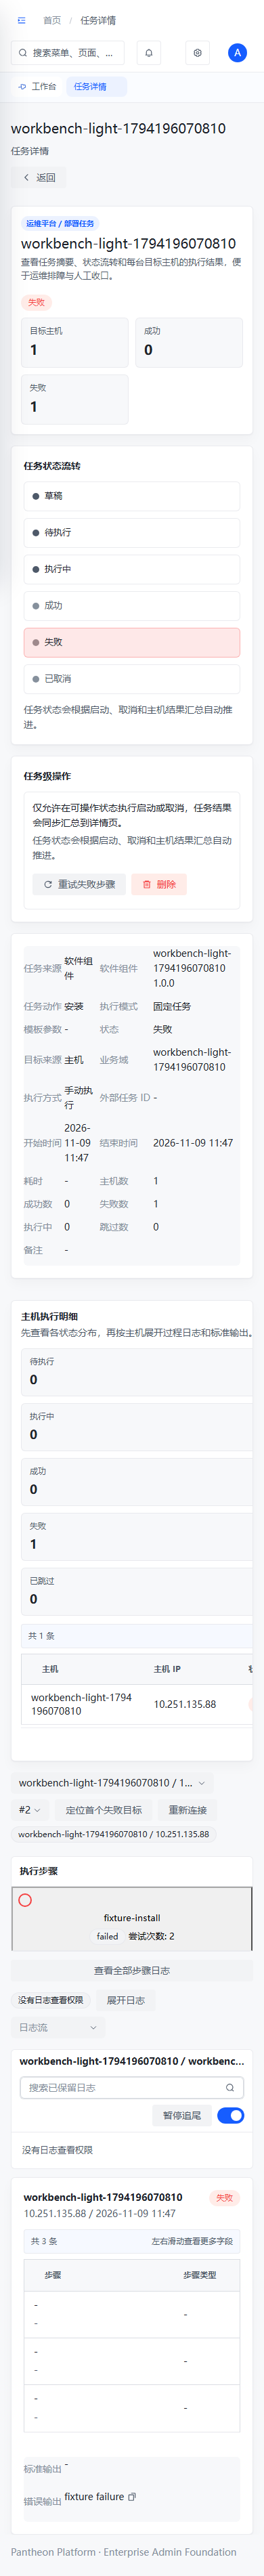 首页 / 任务详情
搜索菜单、页面、...
A
工作台 任务详情
workbench-light-1794196070810
任务详情
返回
运维平台 / 部署任务
workbench-light-1794196070810
查看任务摘要、状态流转和每台目标主机的执行结果，便
于运维排障与人工收口。
失败
目标主机
1
成功
0
失败
1
任务状态流转
草稿
待执行
执行中
成功
失败
已取消
任务状态会根据启动、取消和主机结果汇总自动推
进。
任务级操作
仅允许在可操作状态执行启动或取消，任务结果
会同步汇总到详情页。
任务状态会根据启动、取消和主机结果汇总自动
推进。
重试失败步骤 删除
任务来源 软件组
件
软件组件 workbench-light-
1794196070810
1.0.0
任务动作 安装 执行模式 固定任务
模板参数 - 状态 失败
目标来源 主机 业务域 workbench-light-
1794196070810
执行方式 手动执
行
外部任务 ID -
开始时间 2026-
11-09
11:47
结束时间 2026-11-09 11:47
耗时 - 主机数 1
成功数 0 失败数 1
执行中 0 跳过数 0
备注 -
主机执行明细
先查看各状态分布，再按主机展开过程日志和标准输出。
待执行
0
执行中
0
成功
0
失败
1
已跳过
0
共 1 条
主机 主机 IP
workbench-light-1794
196070810
10.251.135.88
workbench-light-1794196070810 / 1...
#2 定位首个失败目标 重新连接
workbench-light-1794196070810 / 10.251.135.88
执行步骤
fixture-install
failed 尝试次数: 2
查看全部步骤日志
没有日志查看权限 展开日志
日志流
workbench-light-1794196070810 / workbenc...
搜索已保留日志
暂停追尾
没有日志查看权限
workbench-light-1794196070810 失败
10.251.135.88 / 2026-11-09 11:47
共 3 条 左右滑动查看更多字段
步骤 步骤类型
-
-
-
-
-
-
-
-
-
标准输出 -
错误输出 fixture failure
Pantheon Platform · Enterprise Admin Foundation